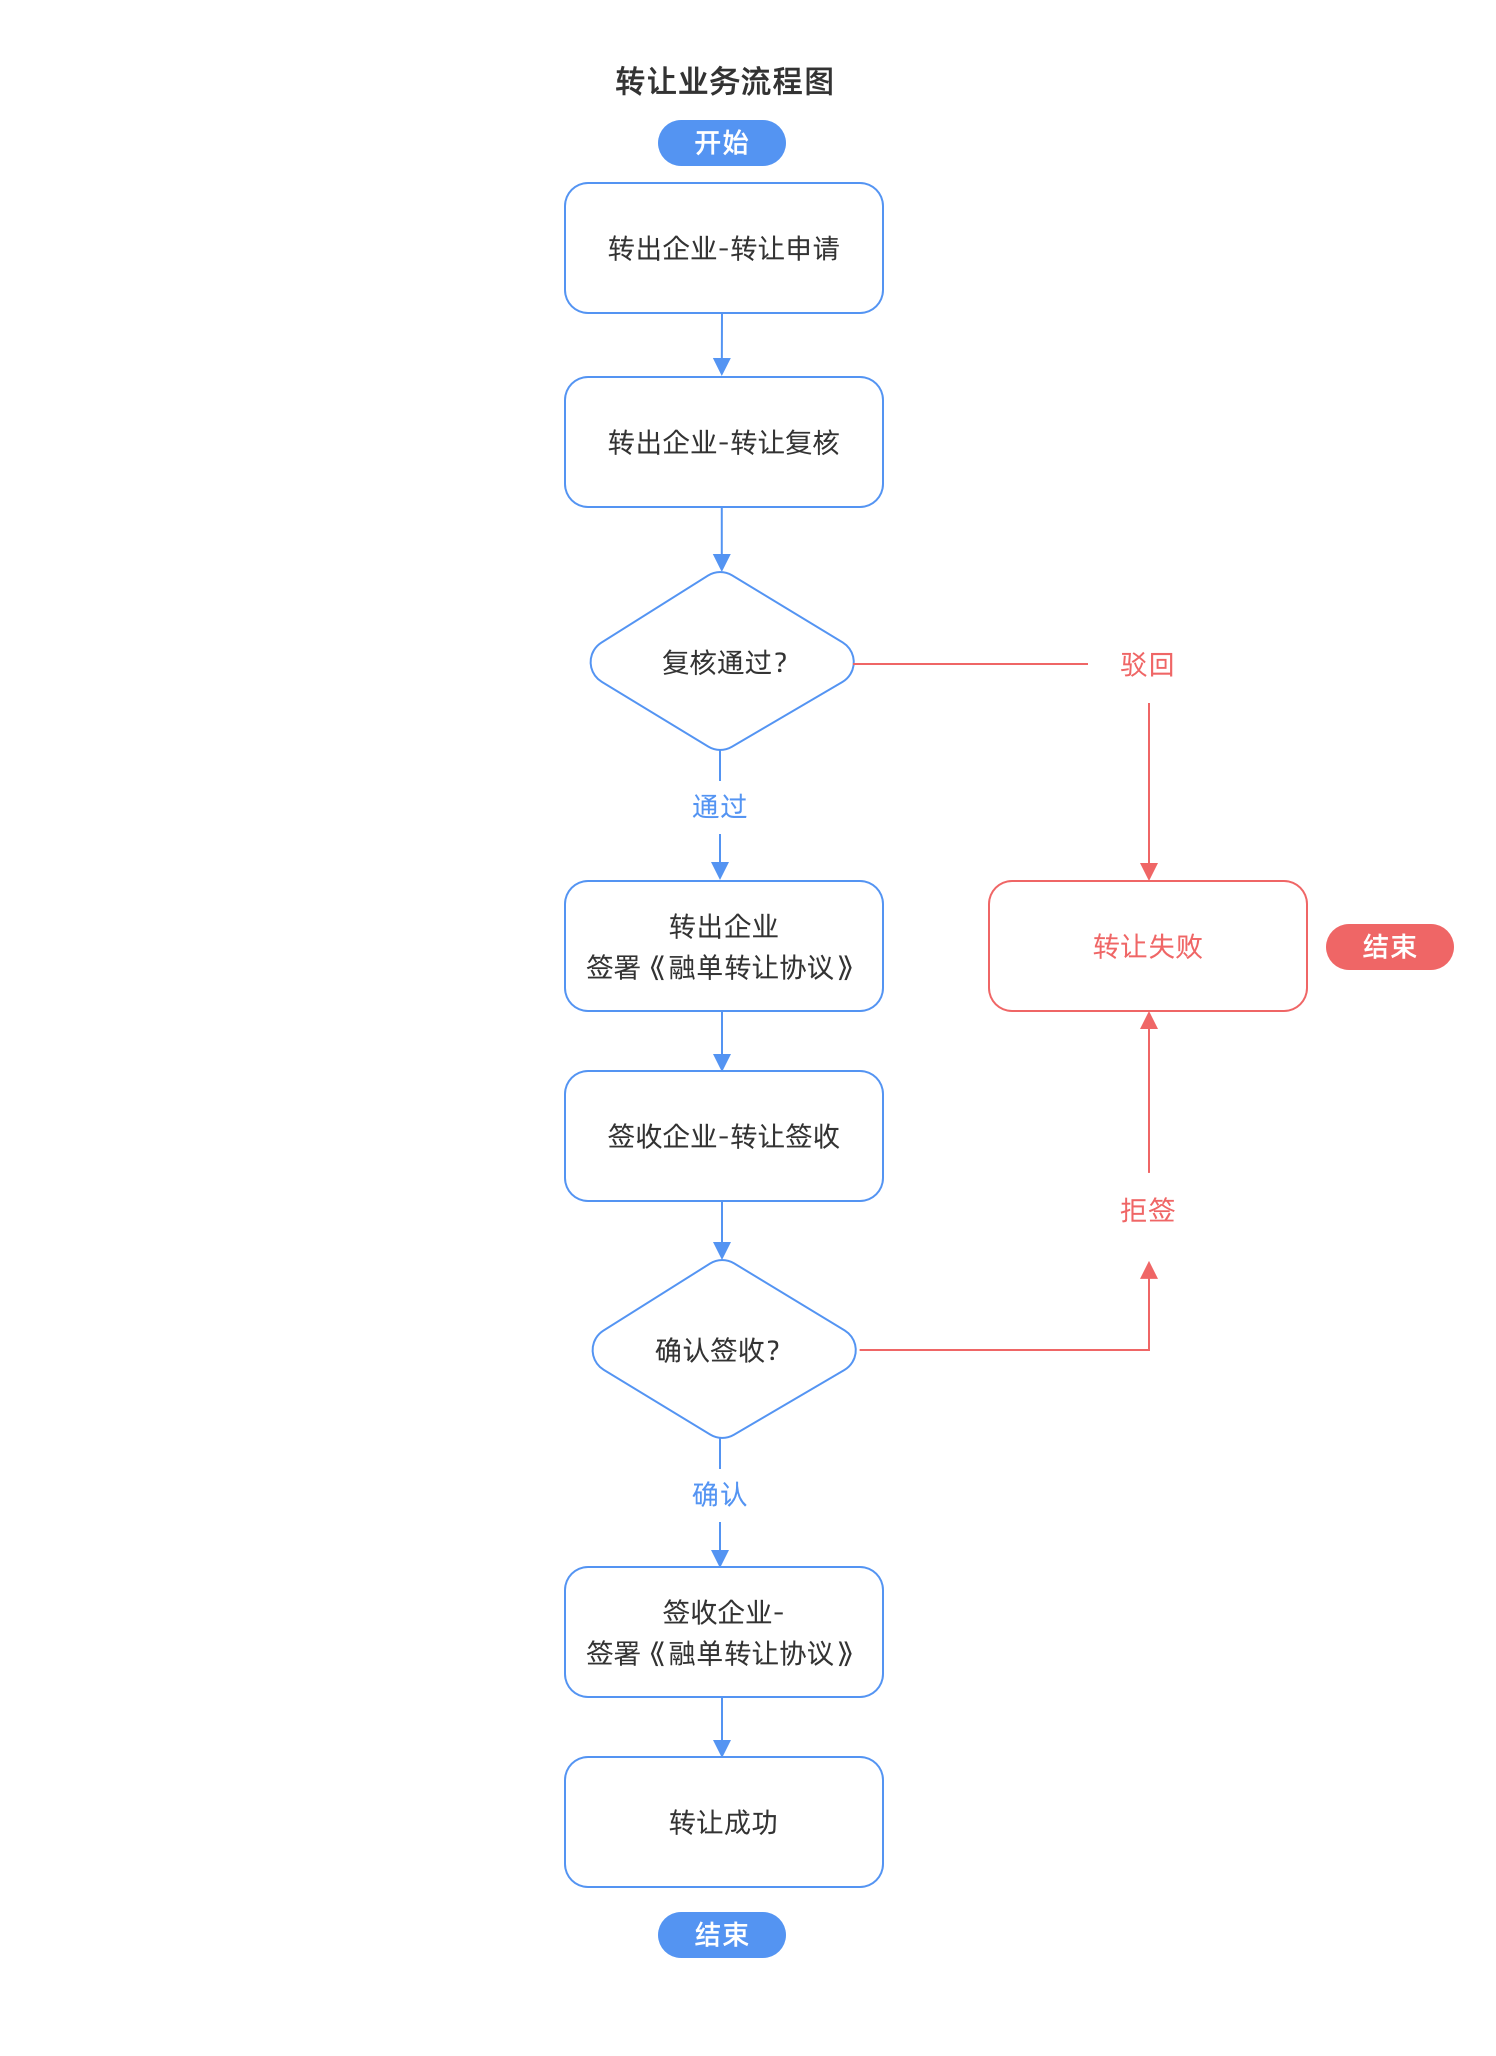 转让业务流程图
开始
转出企业-转让申请
转出企业-转让复核
复核通过?
驳回
通过
转出企业
签署《融单转让协议》
转让失败
结束
签收企业-转让签收
拒签
确认签收?
确认
签收企业-
签署《融单转让协议》
转让成功
结束